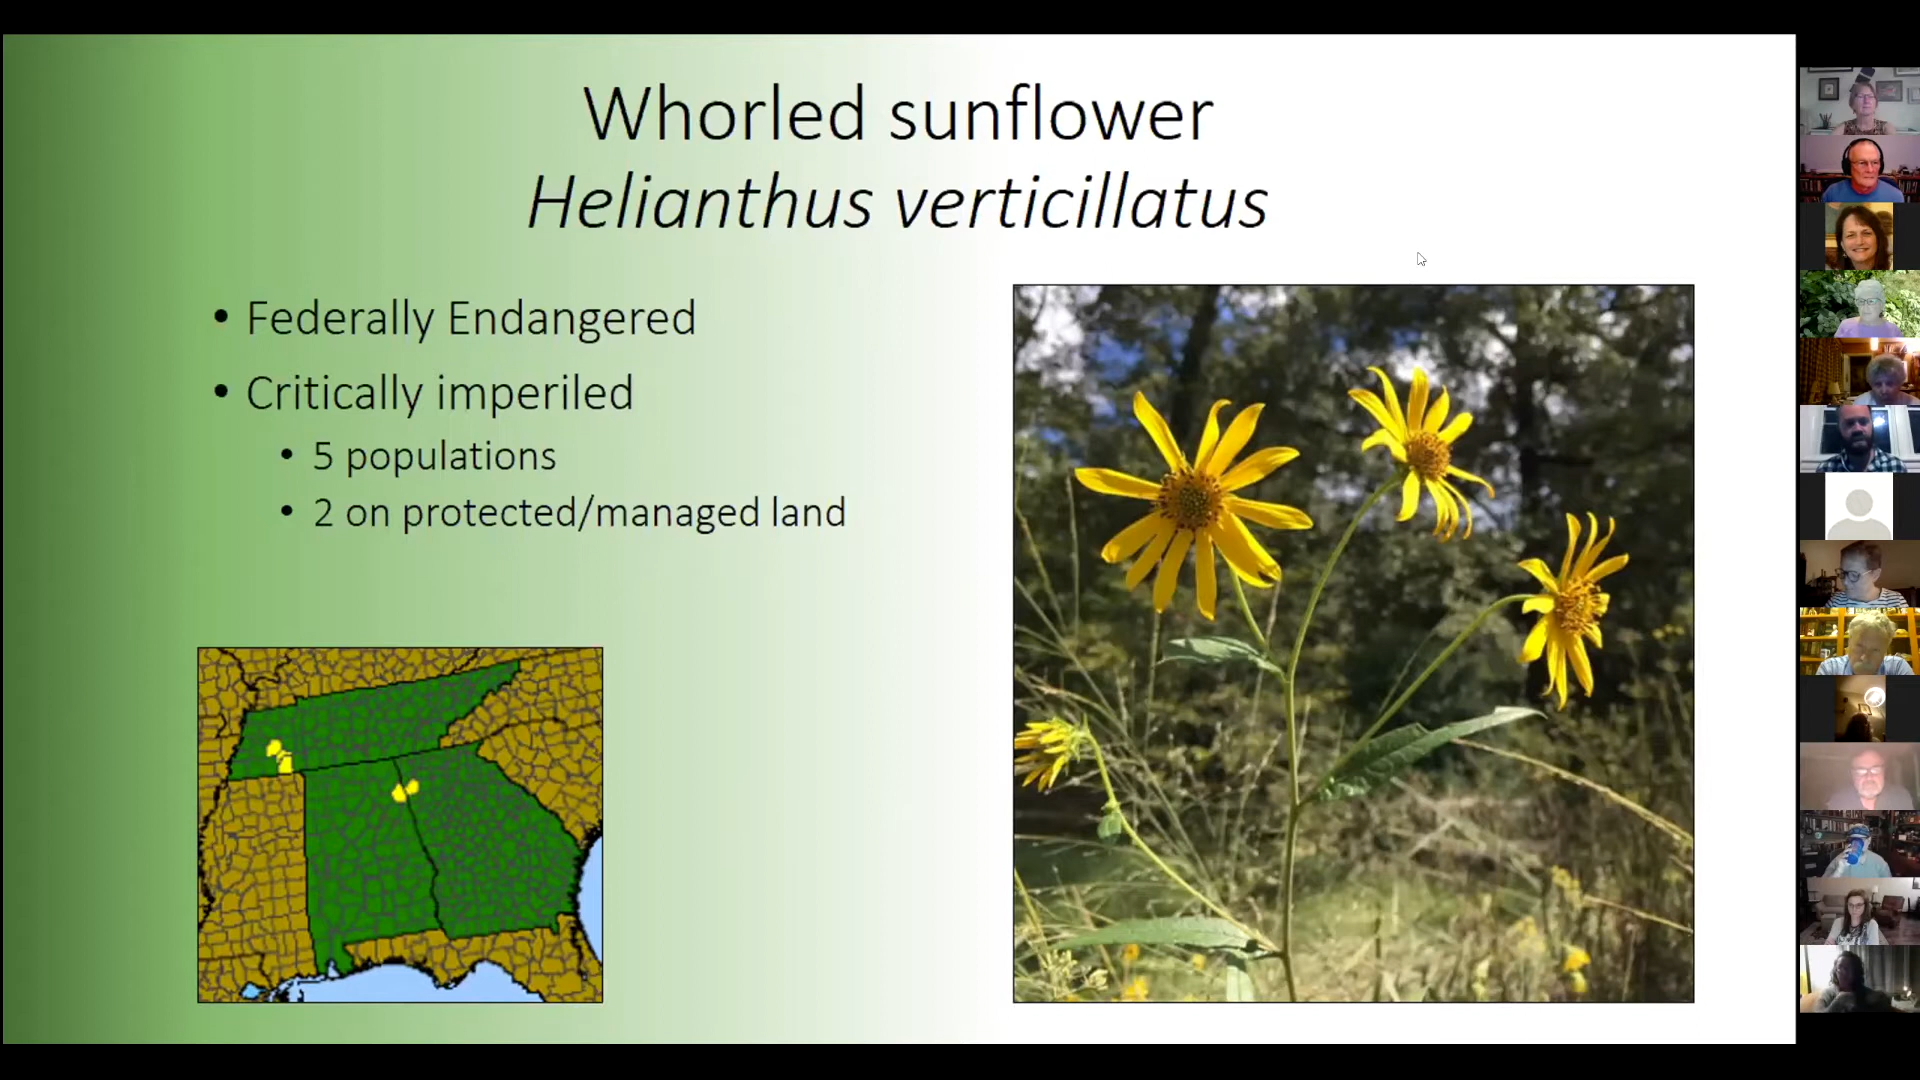 Whorled sunflower
Helianthus verticillatus
• Federally Endangered
• Critically imperiled
• 5 populations
• 2 on protected/managed land